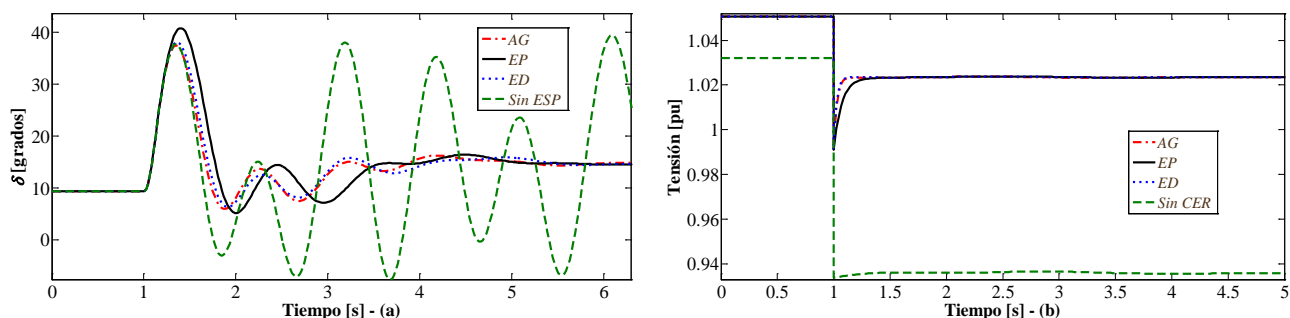 40
30
20
10
0
δ [grados]
AG
EP
ED
Sin ESP
0 1 2 3 4 5 6
Tiempo [s] - (a)
1.04
1.02
1
0.98
0.96
0.94
Tensión [pu]
AG
EP
ED
Sin CER
0 0.5 1 1.5 2 2.5 3 3.5 4 4.5 5
Tiempo [s] - (b)